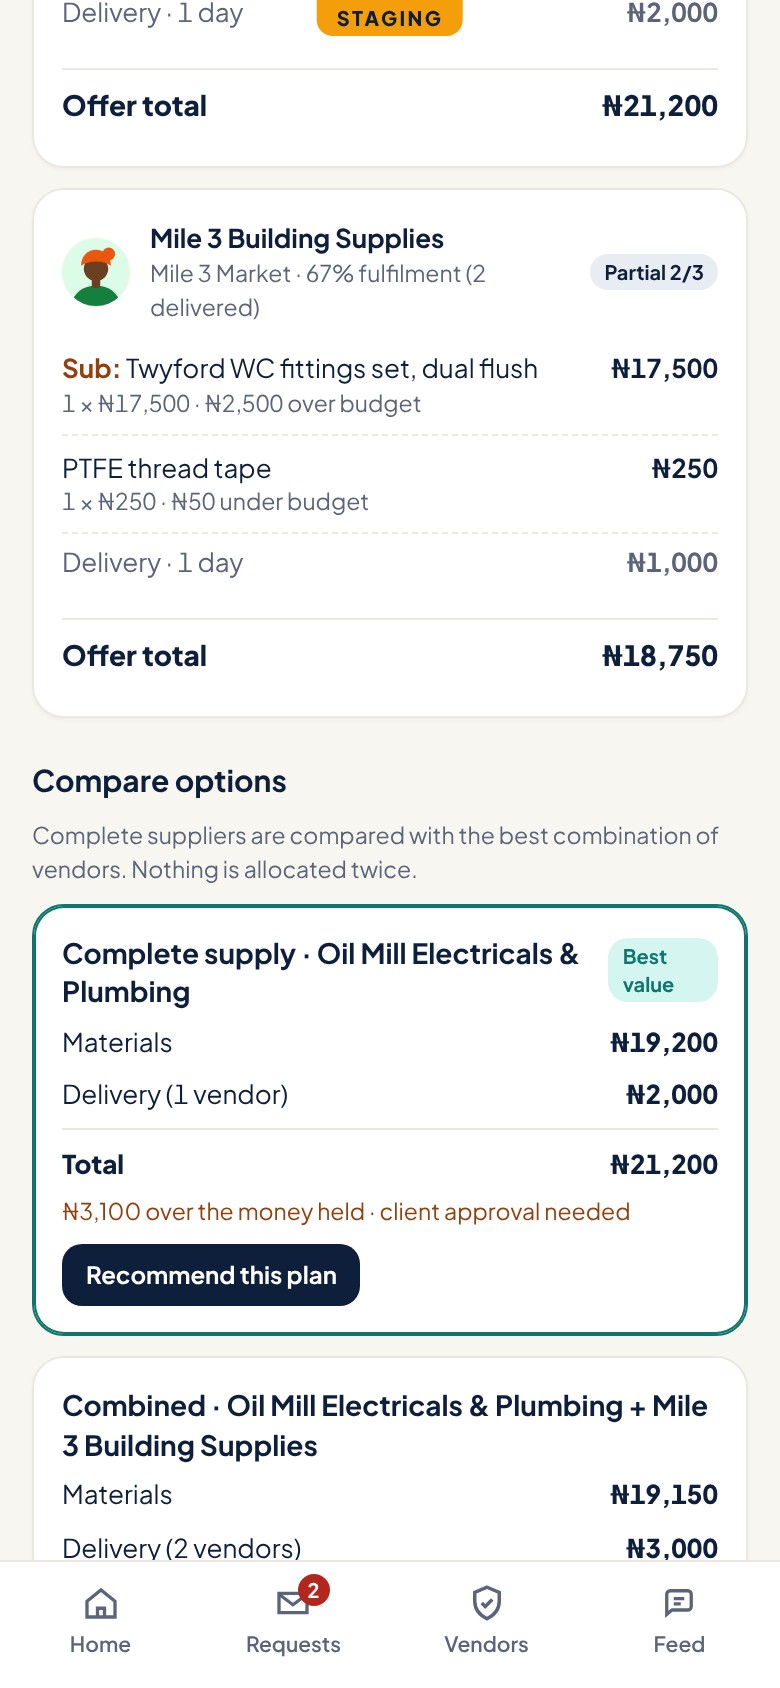 Delivery · 1 day
STAGING
₦2,000
Offer total
₦21,200
Mile 3 Building Supplies
Mile 3 Market · 67% fulfilment (2
delivered)
Partial 2/3
Sub: Twyford WC fittings set, dual flush
₦17,500
1 × ₦17,500 · ₦2,500 over budget
PTFE thread tape
₦250
1 × ₦250 · ₦50 under budget
Delivery · 1 day
₦1,000
Offer total
₦18,750
Compare options
Complete suppliers are compared with the best combination of
vendors. Nothing is allocated twice.
Complete supply · Oil Mill Electricals &
Plumbing
Best
value
Materials
₦19,200
Delivery (1 vendor)
₦2,000
Total
₦21,200
₦3,100 over the money held · client approval needed
Recommend this plan
Combined · Oil Mill Electricals & Plumbing + Mile
3 Building Supplies
Materials
₦19,150
Delivery (2 vendors)
₦3,000
2
Home
Requests
Vendors
Feed